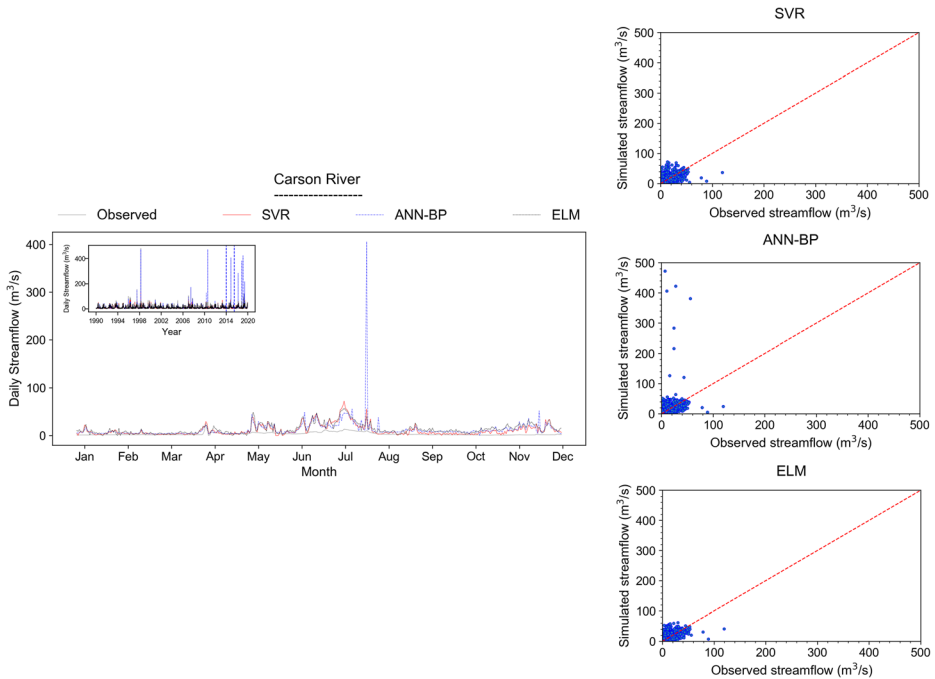 Carson River
Observed SVR ANN-BP ELM
Daily Streamflow (m³/s)
400
300
200
100
0
Jan Feb Mar Apr May Jun Jul Aug Sep Oct Nov Dec
Month
Daily Streamflow (m³/s)
400
200
0
1990 1994 1998 2002 2006 2010 2014 2016 2020
Year
SVR
Simulated streamflow (m³/s)
500
400
300
200
100
0
0 100 200 300 400 500
Observed streamflow (m³/s)
ANN-BP
Simulated streamflow (m³/s)
500
400
300
200
100
0
0 100 200 300 400 500
Observed streamflow (m³/s)
ELM
Simulated streamflow (m³/s)
500
400
300
200
100
0
0 100 200 300 400 500
Observed streamflow (m³/s)